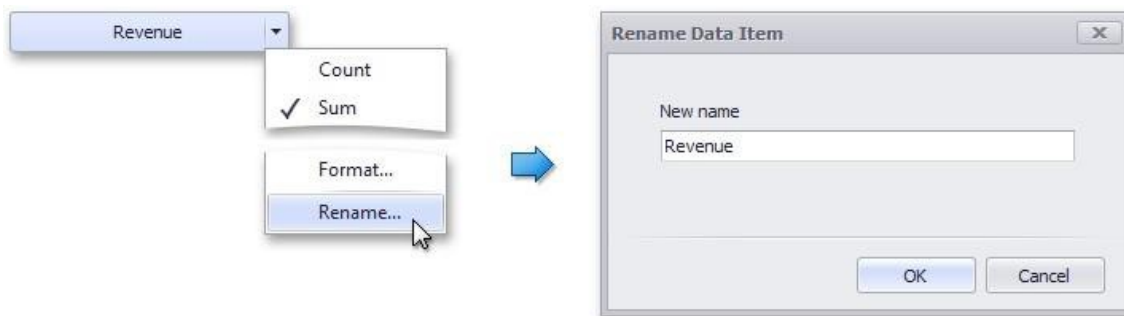 Revenue
Count
Sum
Format...
Rename...
Rename Data Item
New name
Revenue
OK
Cancel